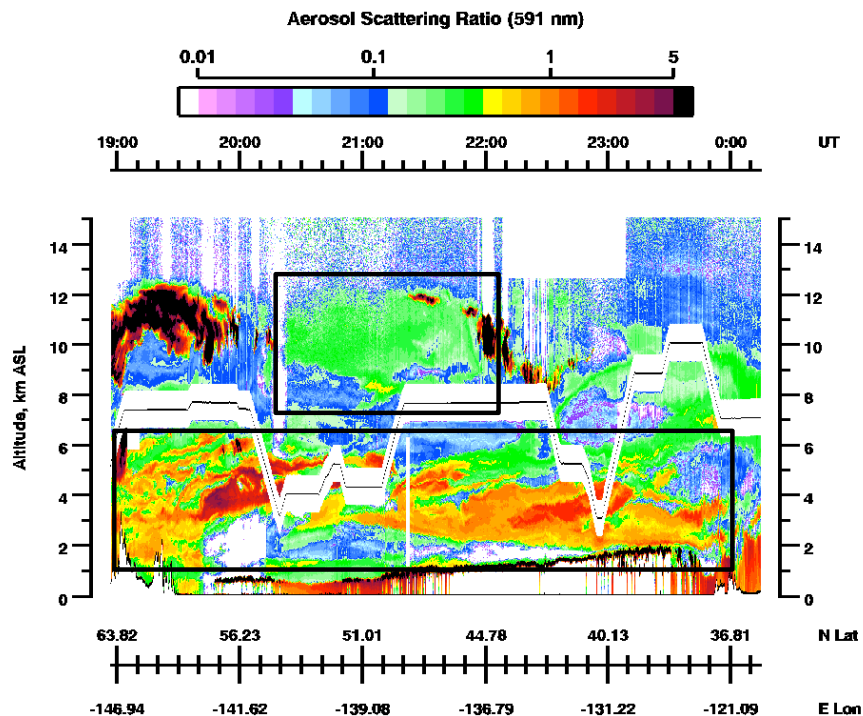 Aerosol Scattering Ratio (591 nm)
0.01 0.1 1 5
19:00 20:00 21:00 22:00 23:00 0:00 UT
14 14
12 12
10 10
8 8
6 6
4 4
2 2
0 0
Altitude, km ASL
63.82 56.23 51.01 44.78 40.13 36.81 N Lat
-146.94 -141.62 -139.08 -136.79 -131.22 -121.09 E Lon